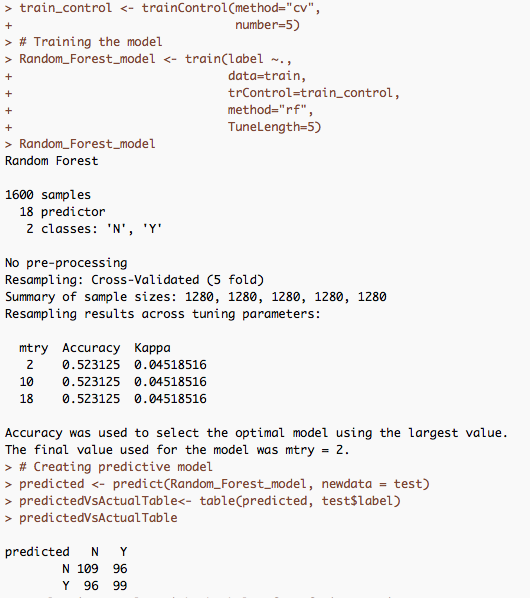 > train_control <- trainControl(method="cv",
+                              number=5)
> # Training the model
> Random_Forest_model <- train(label ~.,
+                             data=train,
+                             trControl=train_control,
+                             method="rf",
+                             TuneLength=5)
> Random_Forest_model
Random Forest

1600 samples
  18 predictor
   2 classes: 'N', 'Y'

No pre-processing
Resampling: Cross-Validated (5 fold)
Summary of sample sizes: 1280, 1280, 1280, 1280, 1280
Resampling results across tuning parameters:

  mtry  Accuracy  Kappa
   2    0.523125  0.04518516
  10    0.523125  0.04518516
  18    0.523125  0.04518516

Accuracy was used to select the optimal model using the largest value.
The final value used for the model was mtry = 2.
> # Creating predictive model
> predicted <- predict(Random_Forest_model, newdata = test)
> predictedVsActualTable<- table(predicted, test$label)
> predictedVsActualTable

predicted   N   Y
        N 109  96
        Y  96  99